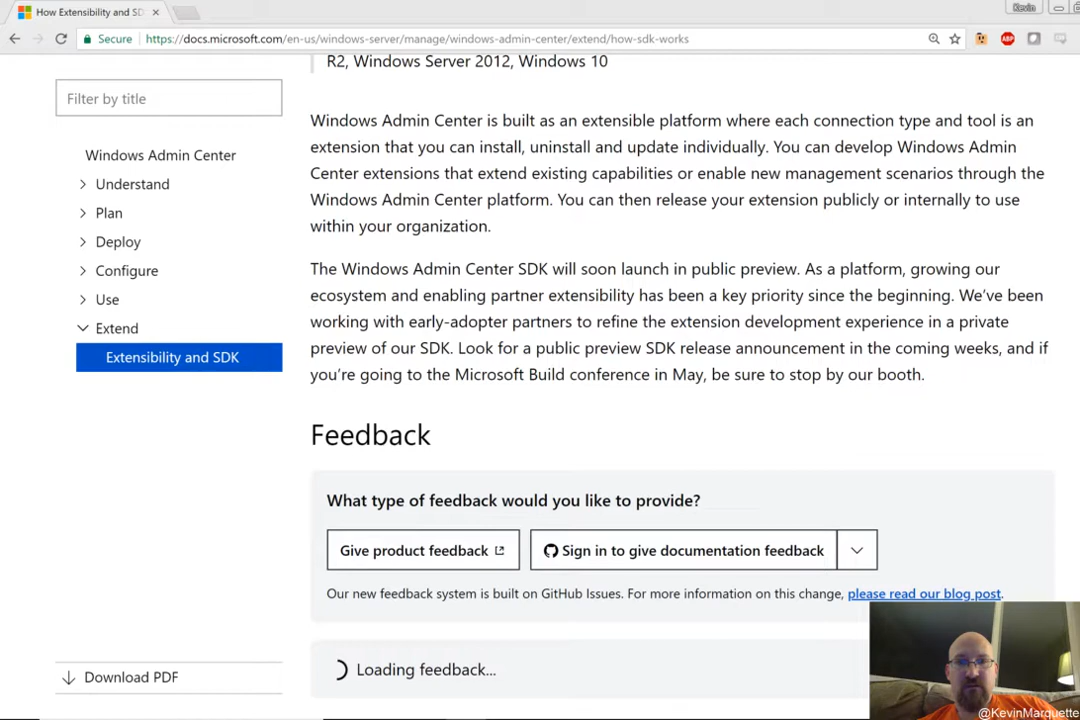 How Extensibility and SD
Kevin
Secure
https://docs.microsoft.com/en-us/windows-server/manage/windows-admin-center/extend/how-sdk-works
ABP
R2, Windows Server 2012, Windows 10
Filter by title
Windows Admin Center
Understand
Plan
Deploy
Configure
Use
Extend
Extensibility and SDK
Download PDF
Windows Admin Center is built as an extensible platform where each connection type and tool is an
extension that you can install, uninstall and update individually. You can develop Windows Admin
Center extensions that extend existing capabilities or enable new management scenarios through the
Windows Admin Center platform. You can then release your extension publicly or internally to use
within your organization.
The Windows Admin Center SDK will soon launch in public preview. As a platform, growing our
ecosystem and enabling partner extensibility has been a key priority since the beginning. We've been
working with early-adopter partners to refine the extension development experience in a private
preview of our SDK. Look for a public preview SDK release announcement in the coming weeks, and if
you're going to the Microsoft Build conference in May, be sure to stop by our booth.
Feedback
What type of feedback would you like to provide?
Give product feedback
Sign in to give documentation feedback
Our new feedback system is built on GitHub Issues. For more information on this change, please read our blog post.
Loading feedback...
@KevinMarquette